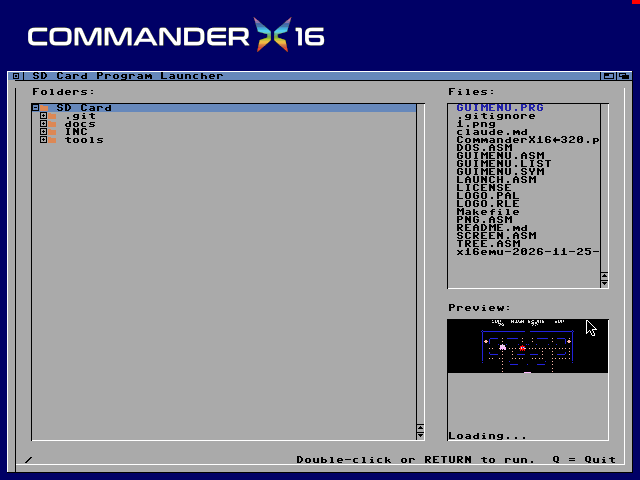 COMMANDER X16
SD Card Program Launcher
Folders:
SD Card
.git
docs
INC
tools
Files:
GUIMENU.PRG
.gitignore
1.png
claude.md
CommanderX16←320.p
DOS.ASM
GUIMENU.ASM
GUIMENU.LIST
GUIMENU.SYM
LAUNCH.ASM
LICENSE
LOGO.PAL
LOGO.RLE
Makefile
PNG.ASM
README.md
SCREEN.ASM
TREE.ASM
x16emu-2026-11-25-
Preview:
HIGH SCORE
Loading...
/
Double-click or RETURN to run. Q = Quit